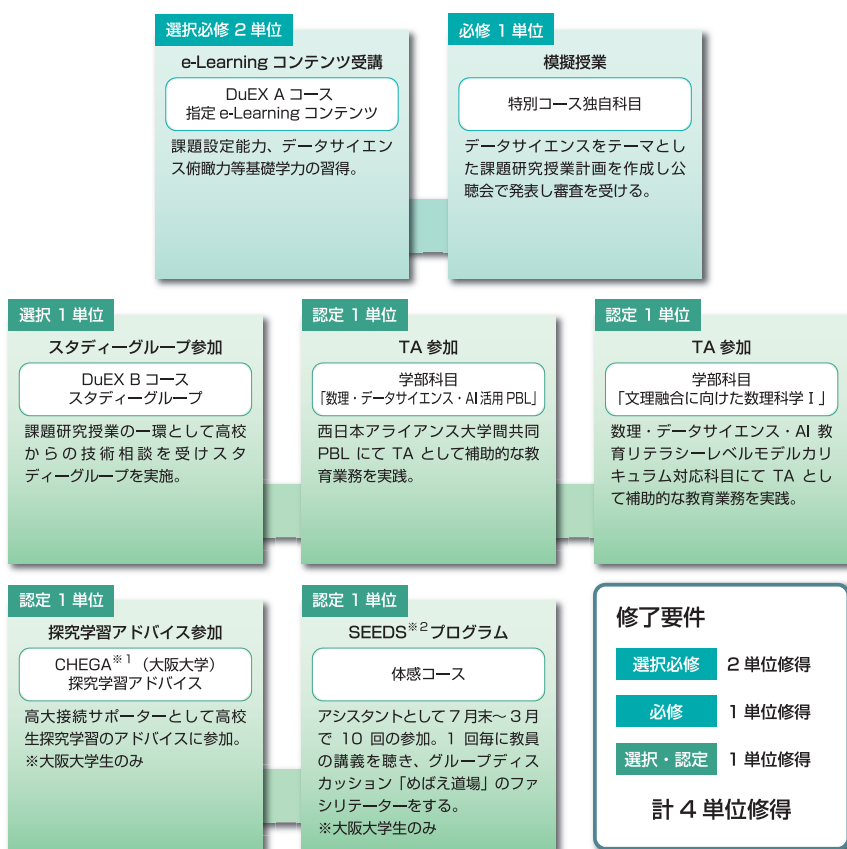 選択必修 2 単位
e-Learning コンテンツ受講
DuEX A コース
指定 e-Learning コンテンツ
課題設定能力、データサイエン
ス俯瞰力等基礎学力の習得。
必修 1 単位
模擬授業
特別コース独自科目
データサイエンスをテーマとし
た課題研究授業計画を作成し公
聴会で発表し審査を受ける。
選択 1 単位
スタディーグループ参加
DuEX B コース
スタディーグループ
課題研究授業の一環として高校
からの技術相談を受けスタ
ディーグループを実施。
認定 1 単位
TA 参加
学部科目
「数理・データサイエンス・AI 活用 PBL」
西日本アライアンス大学間共同
PBL にて TA として補助的な教
育業務を実践。
認定 1 単位
TA 参加
学部科目
「文理融合に向けた数理科学Ⅰ」
数理・データサイエンス・AI 教
育リテラシーレベルモデルカリ
キュラム対応科目にて TA とし
て補助的な教育業務を実践。
認定 1 単位
探究学習アドバイス参加
CHEGA※1（大阪大学）
探究学習アドバイス
高大接続サポーターとして高校
生探究学習のアドバイスに参加。
※大阪大学生のみ
認定 1 単位
SEEDS※2プログラム
体感コース
アシスタントとして 7 月末～ 3 月
で 10 回の参加。1 回毎に教員
の講義を聴き、グループディス
カッション「めばえ道場」のファ
シリテーターをする。
※大阪大学生のみ
修了要件
選択必修 2 単位修得
必修 1 単位修得
選択・認定 1 単位修得
計 4 単位修得